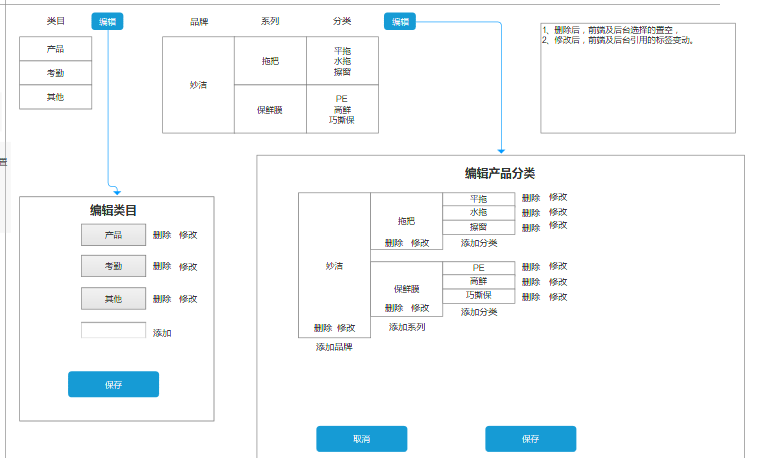 类目 编辑 品牌 系列 分类 编辑
1、删除后，前端及后台选择的置空，
2、修改后，前端及后台引用的标签变动。
产品
考勤
其他
妙洁
拖把
平拖
水拖
擦窗
保鲜膜
PE
高鲜
巧撕保
置
编辑类目
产品 删除 修改
考勤 删除 修改
其他 删除 修改
添加
保存
编辑产品分类
妙洁
删除 修改
添加品牌
拖把
删除 修改
平拖 删除 修改
水拖 删除 修改
擦窗 删除 修改
添加分类
保鲜膜
删除 修改
添加系列
PE 删除 修改
高鲜 删除 修改
巧撕保 删除 修改
添加分类
取消 保存